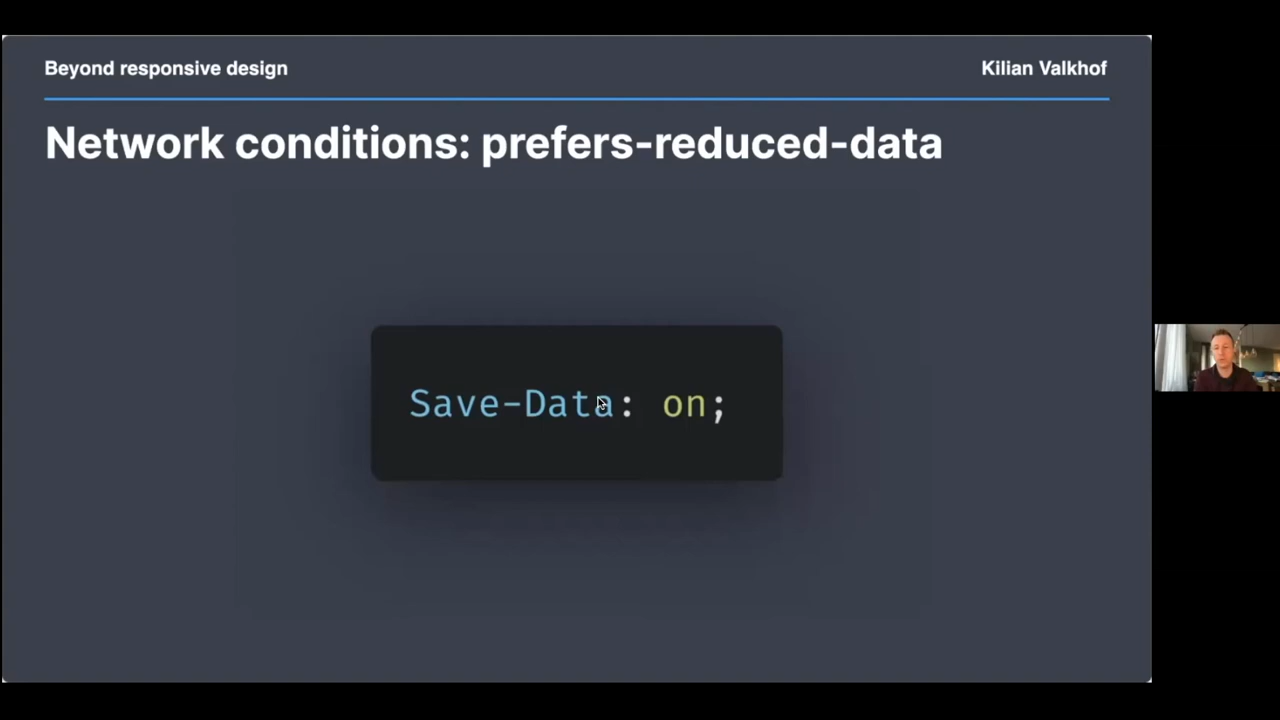 Beyond responsive design
Kilian Valkhof
Network conditions: prefers-reduced-data
Save-Data: on;